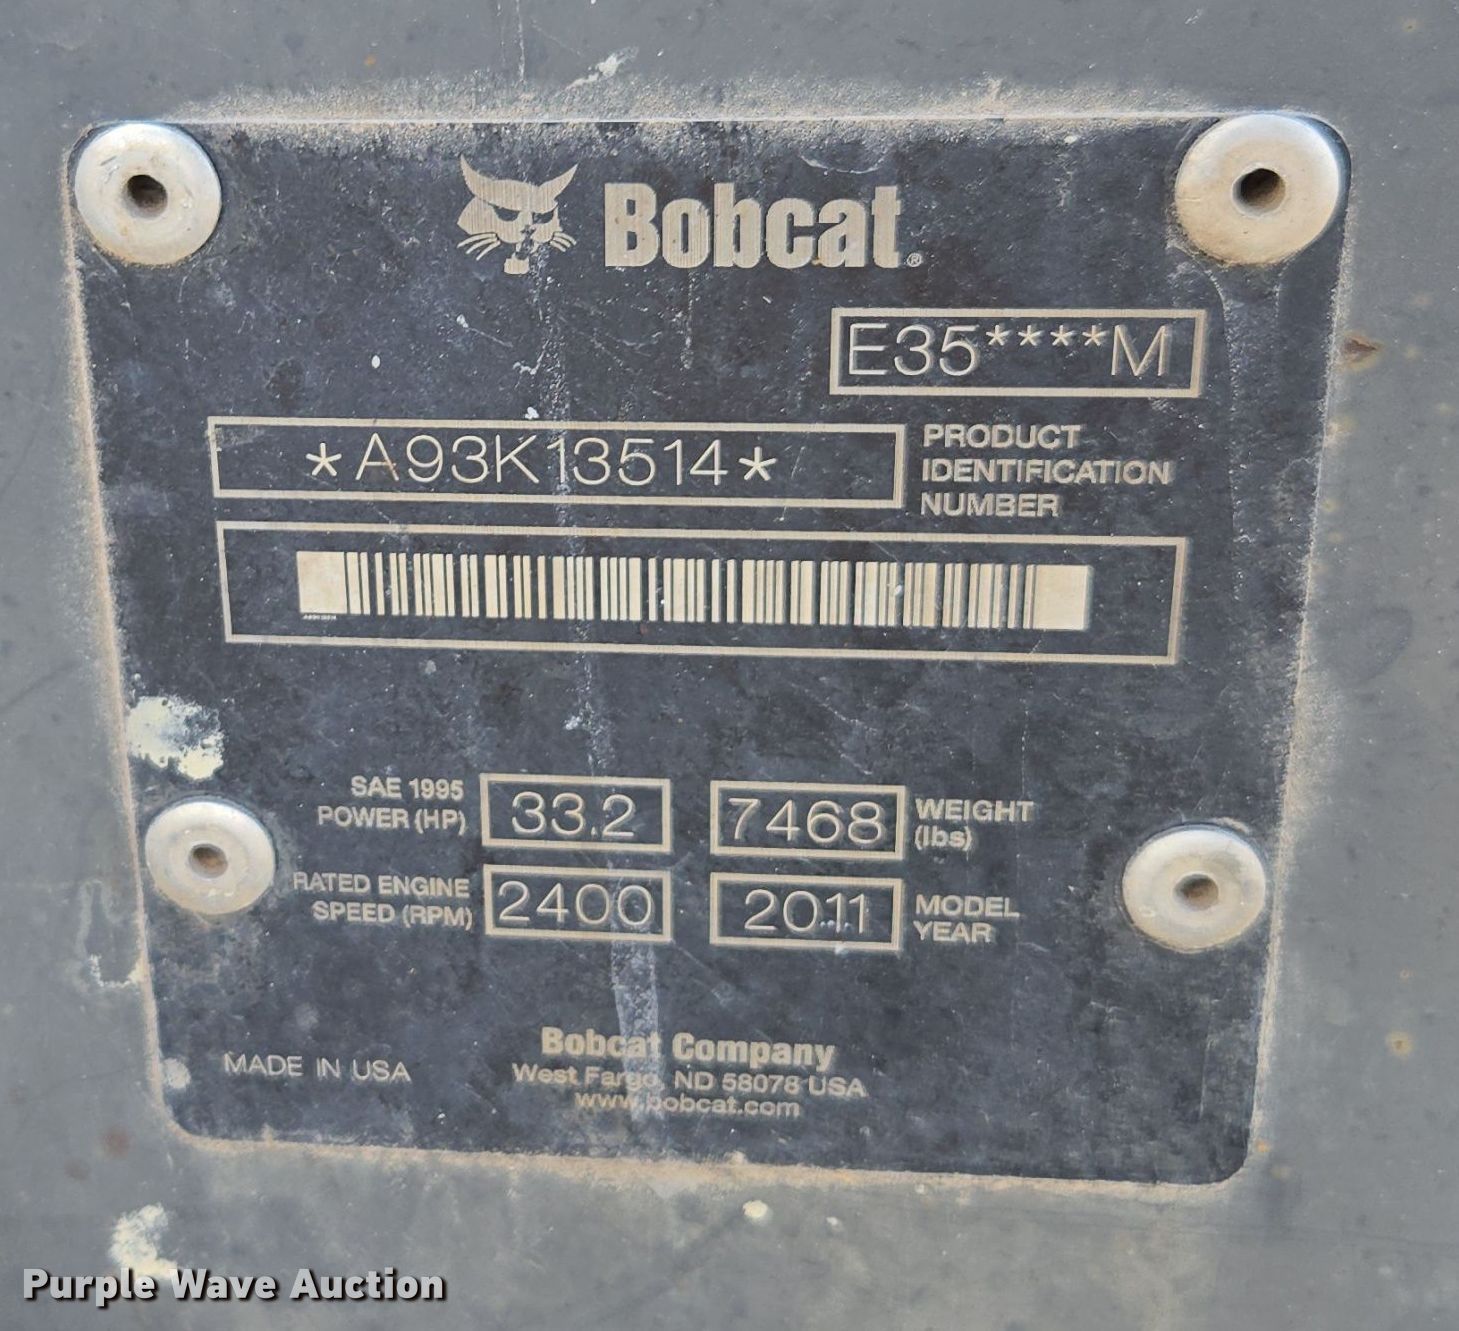 Bobcat®
E35****M
*A93K13514*
PRODUCT
IDENTIFICATION
NUMBER
SAE 1995
POWER (HP)
33.2
7468
WEIGHT
(lbs)
RATED ENGINE
SPEED (RPM)
2400
2011
MODEL
YEAR
MADE IN USA
Bobcat Company
West Fargo, ND 58078 USA
www.bobcat.com
Purple Wave Auction